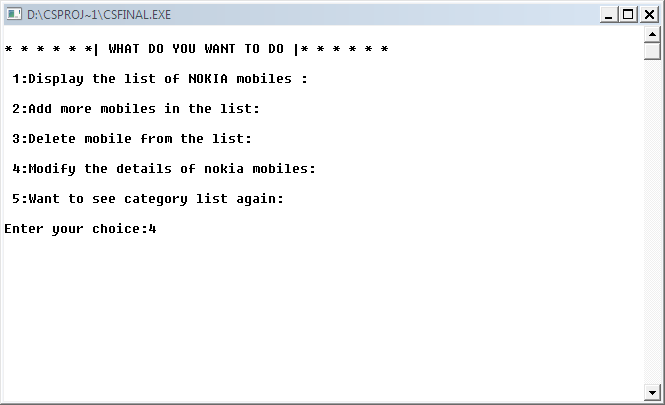 D:\CSPROJ~1\CSFINAL.EXE
* * * * * *| WHAT DO YOU WANT TO DO |* * * * * *
1:Display the list of NOKIA mobiles :
2:Add more mobiles in the list:
3:Delete mobile from the list:
4:Modify the details of nokia mobiles:
5:Want to see category list again:
Enter your choice:4